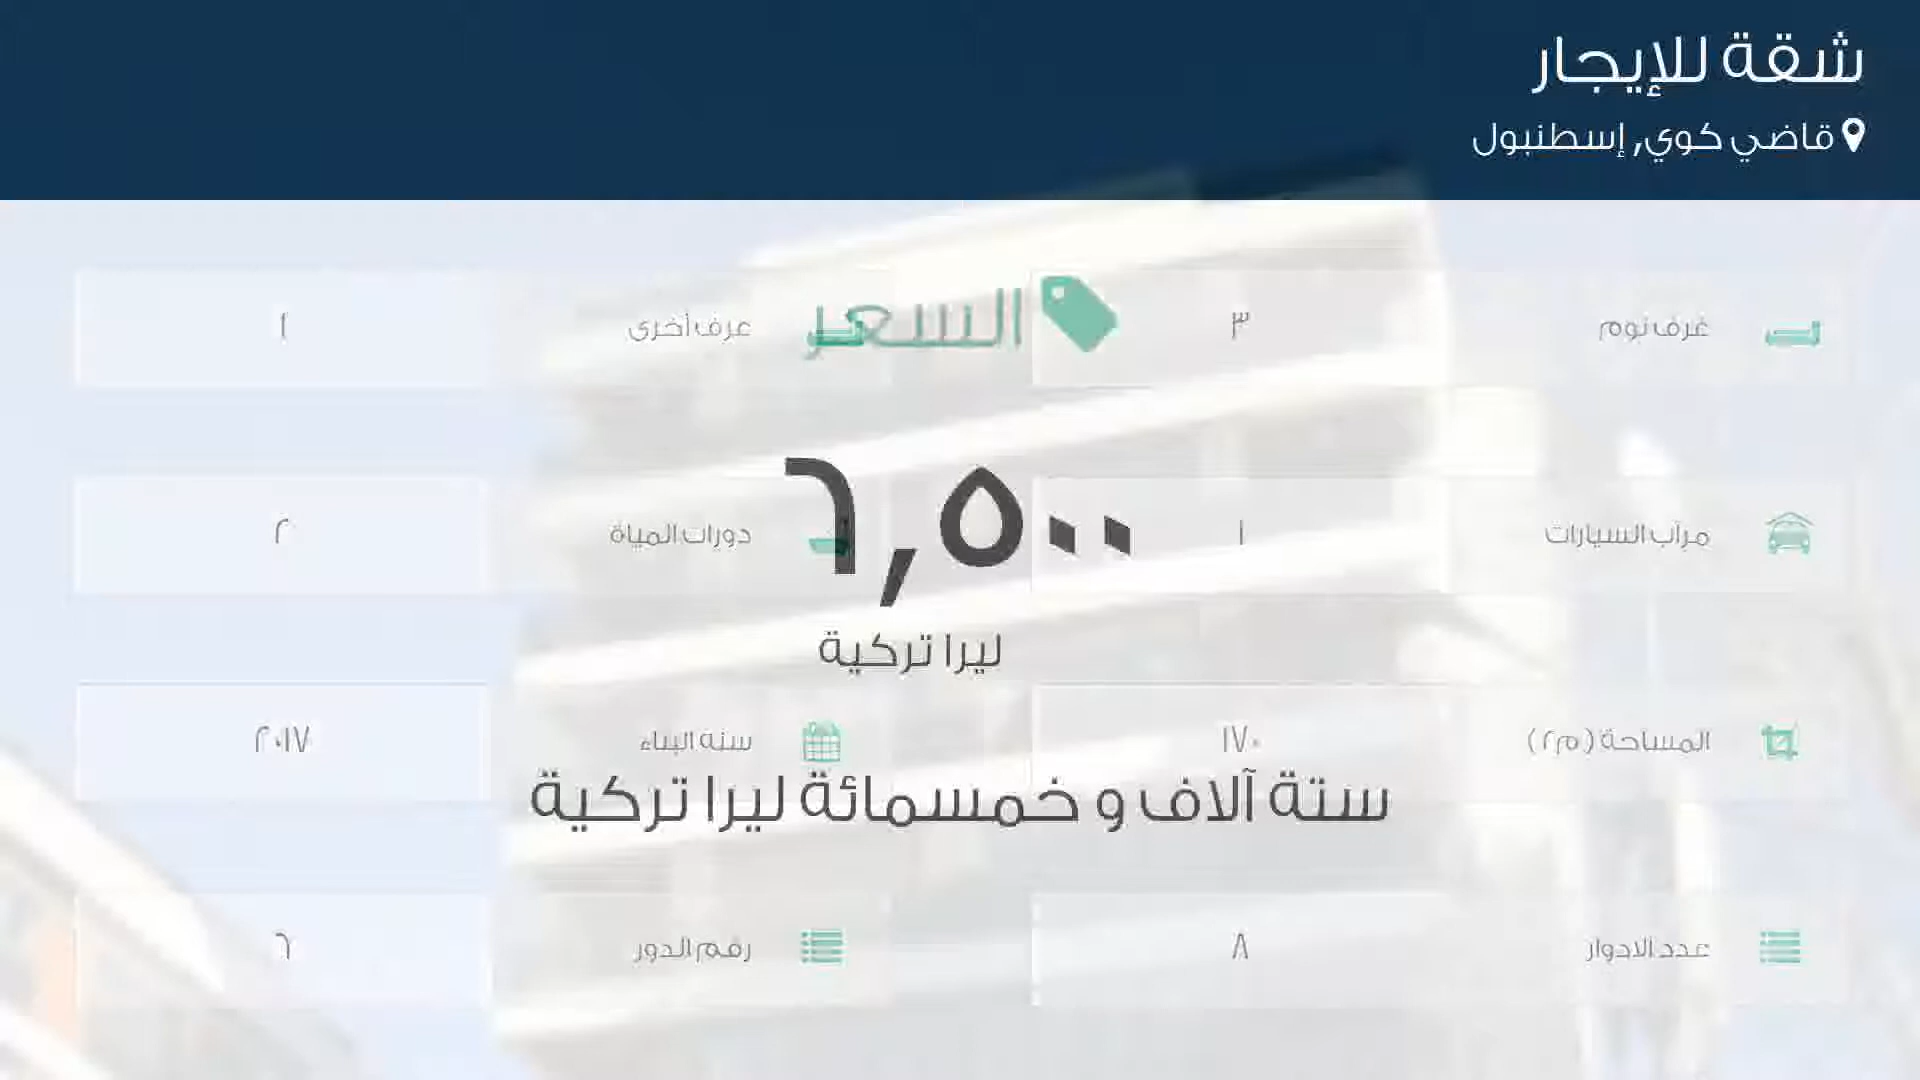 شقة للإيجار
قاضي كوي, إسطنبول
السعر
غرف نوم ٣
غرف أخرى ١
٦,٥٠٠
مرآب السيارات ١
دورات المياة ٢
ليرا تركية
المساحة (م٢) ١٧٠
سنة البناء ٢٠١٧
ستة آلاف و خمسمائة ليرا تركية
عدد الادوار ٨
رقم الدور ٦